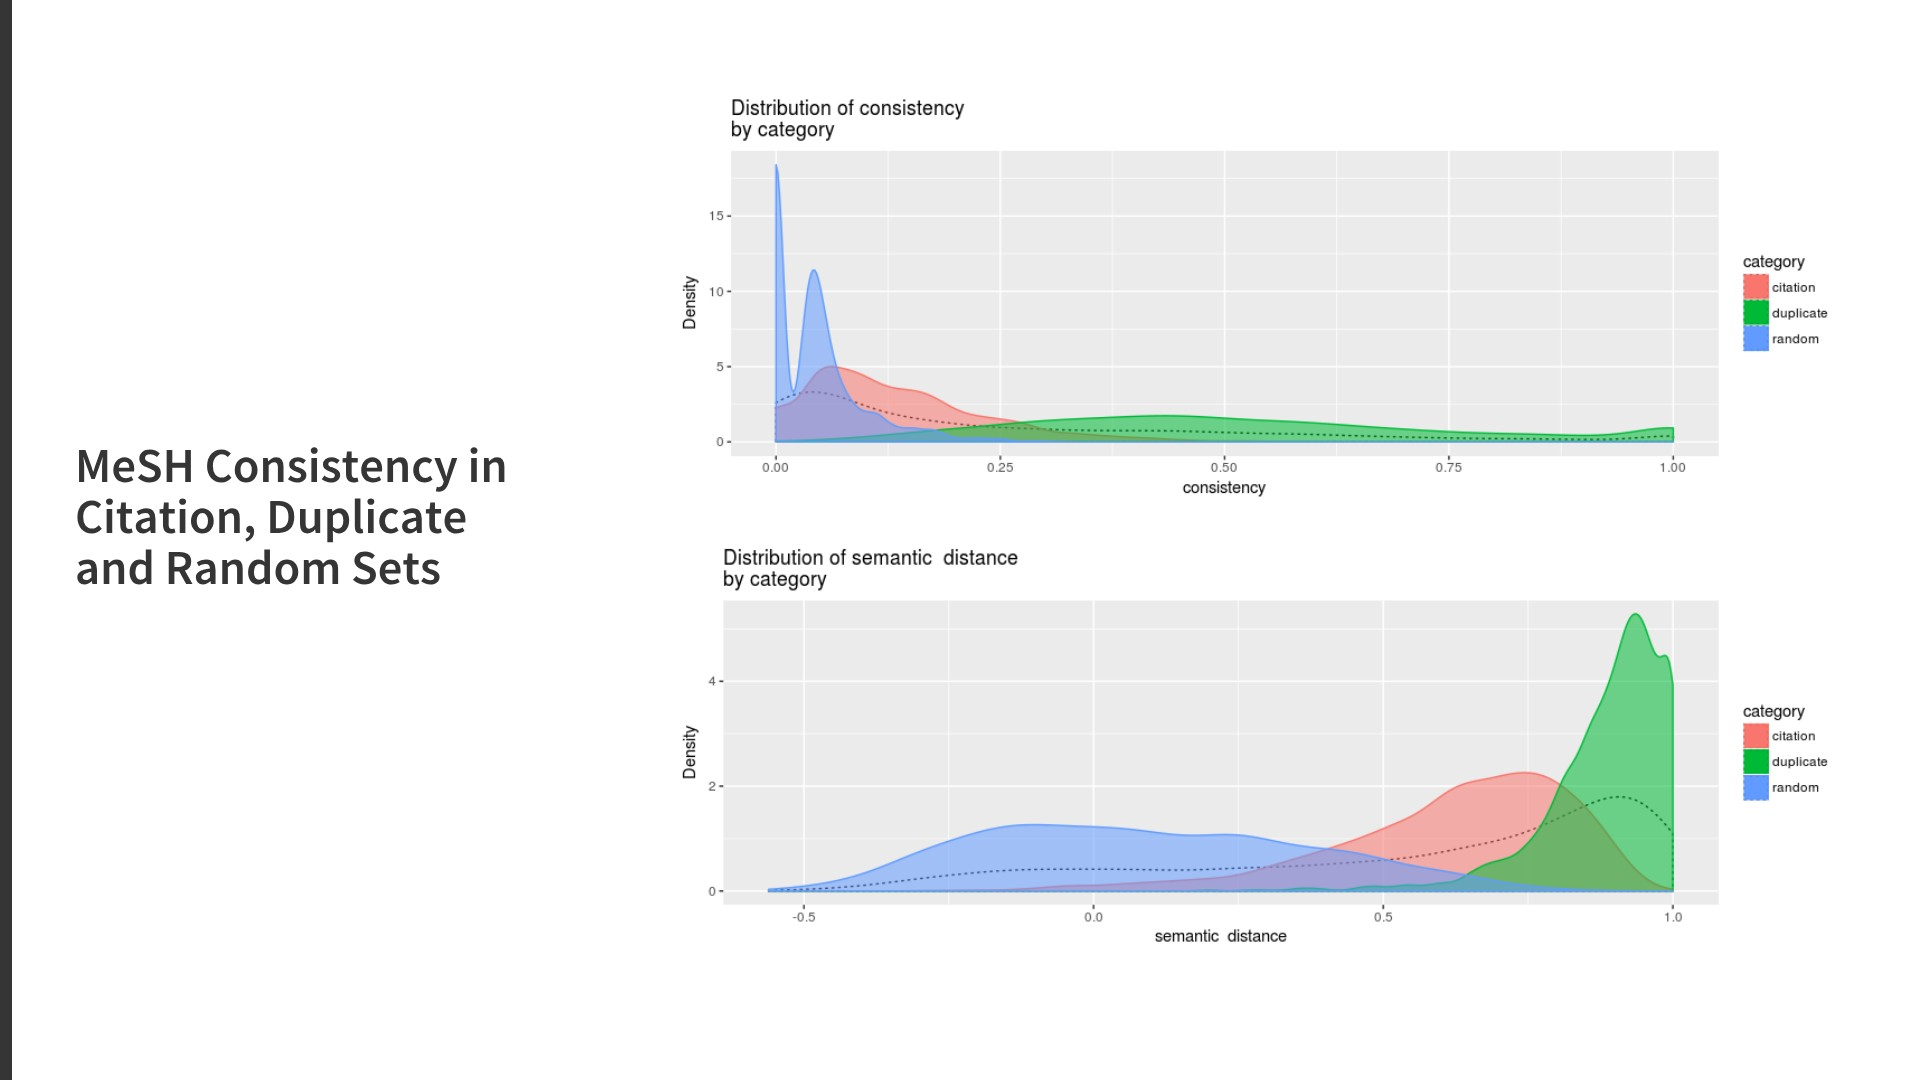 MeSH Consistency in
Citation, Duplicate
and Random Sets
Distribution of consistency
by category
Density
15
10
5
0
0.00 0.25 0.50 0.75 1.00
consistency
category
citation
duplicate
random
Distribution of semantic distance
by category
Density
4
2
0
-0.5 0.0 0.5 1.0
semantic distance
category
citation
duplicate
random